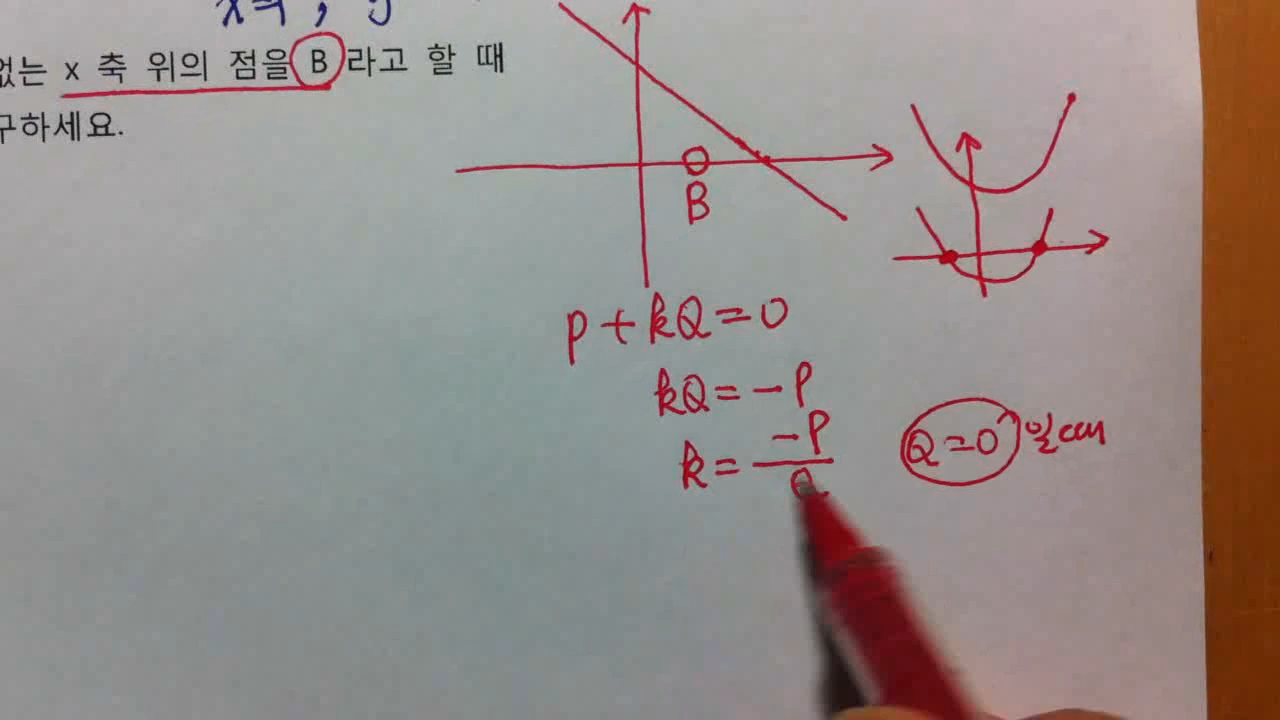 없는 x 축 위의 점을 B 라고 할 때
구하세요.
B
p + kQ = 0
kQ = -P
k = -P/Q
Q = 0 일 때